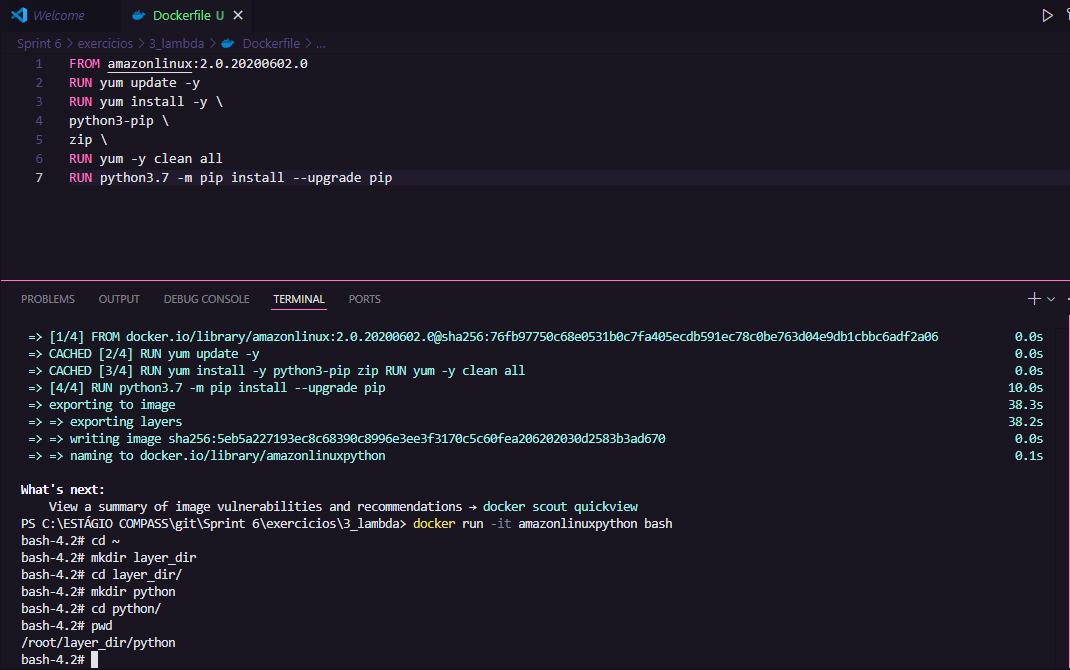 Welcome
Dockerfile U
Sprint 6 > exercicios > 3_lambda > Dockerfile > ...
1 FROM amazonlinux:2.0.20200602.0
2 RUN yum update -y
3 RUN yum install -y \
4 python3-pip \
5 zip \
6 RUN yum -y clean all
7 RUN python3.7 -m pip install --upgrade pip
PROBLEMS OUTPUT DEBUG CONSOLE TERMINAL PORTS
=> [1/4] FROM docker.io/library/amazonlinux:2.0.20200602.0@sha256:76fb97750c68e0531b0c7fa405ecdb591ec78c0be763d04e9db1cbbc6adf2a06 0.0s
=> CACHED [2/4] RUN yum update -y 0.0s
=> CACHED [3/4] RUN yum install -y python3-pip zip RUN yum -y clean all 0.0s
=> [4/4] RUN python3.7 -m pip install --upgrade pip 10.0s
=> exporting to image 38.3s
=> => exporting layers 38.2s
=> => writing image sha256:5eb5a227193ec8c68390c8996e3ee3f3170c5c60fea206202030d2583b3ad670 0.0s
=> => naming to docker.io/library/amazonlinuxpython 0.1s
What's next:
View a summary of image vulnerabilities and recommendations → docker scout quickview
PS C:\ESTÁGIO COMPASS\git\Sprint 6\exercicios\3_lambda> docker run -it amazonlinuxpython bash
bash-4.2# cd ~
bash-4.2# mkdir layer_dir
bash-4.2# cd layer_dir/
bash-4.2# mkdir python
bash-4.2# cd python/
bash-4.2# pwd
/root/layer_dir/python
bash-4.2#